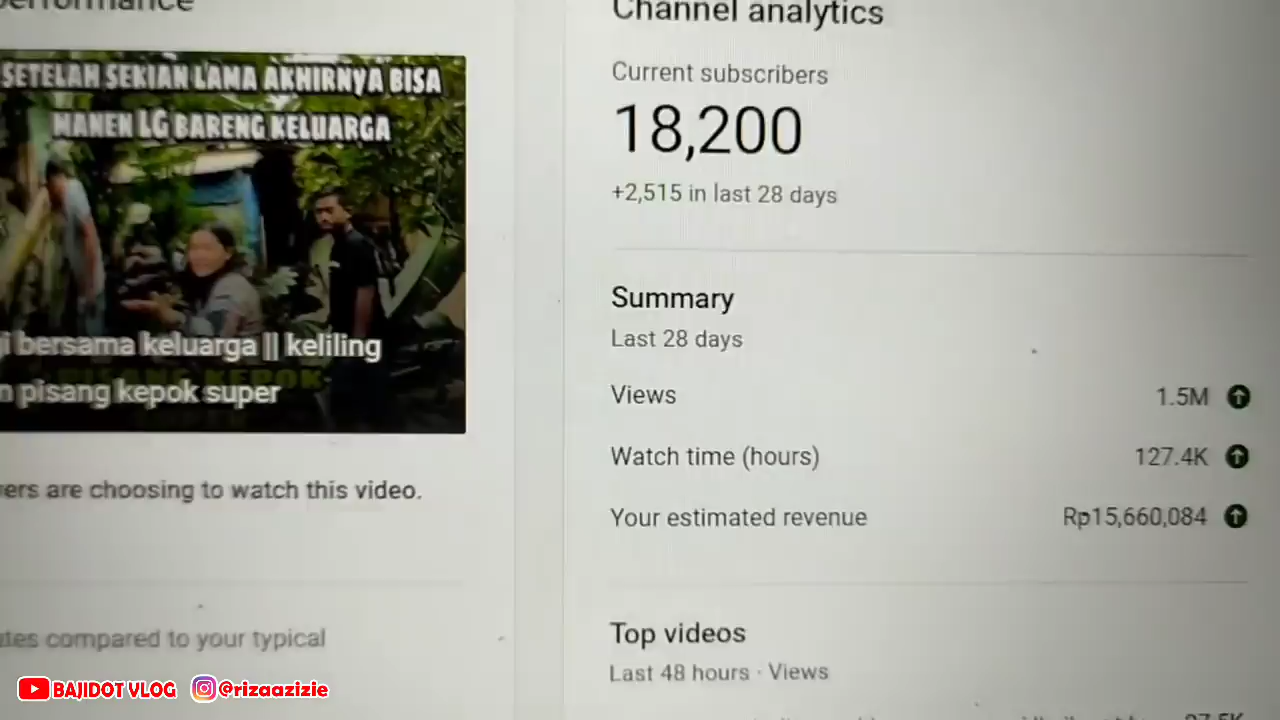 SETELAH SEKIAN LAMA AKHIRNYA BISA
MANEN LG BARENG KELUARGA
bersama keluarga || keliling
PISANG KEPOK
pisang kepok super
are choosing to watch this video.
compared to your typical
Channel analytics
Current subscribers
18,200
+2,515 in last 28 days
Summary
Last 28 days
Views 1.5M
Watch time (hours) 127.4K
Your estimated revenue Rp15,660,084
Top videos
Last 48 hours · Views
BAJIDOT VLOG @rizaazizie